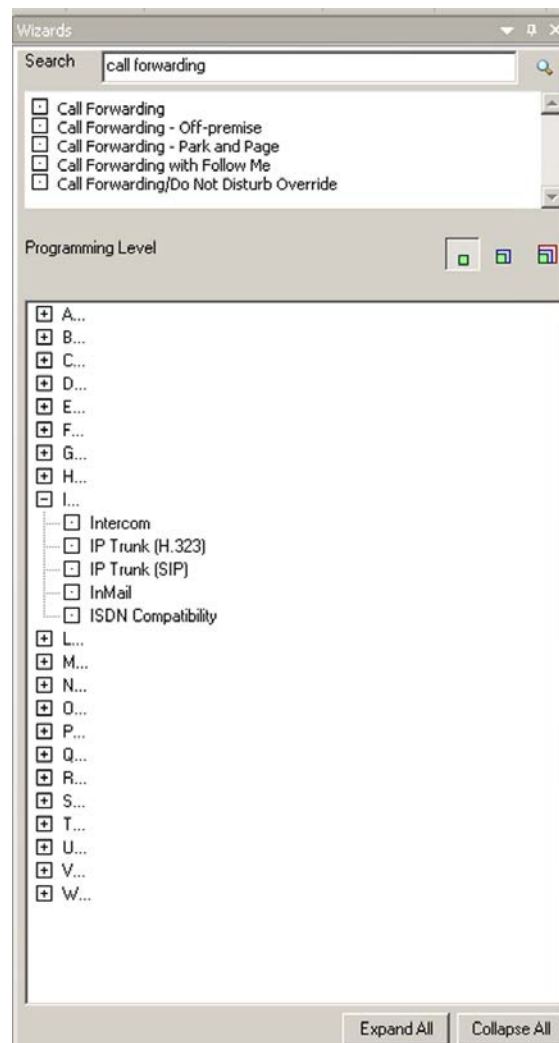 Wizards
Search call forwarding
Call Forwarding
Call Forwarding - Off-premise
Call Forwarding - Park and Page
Call Forwarding with Follow Me
Call Forwarding/Do Not Disturb Override
Programming Level
A...
B...
C...
D...
E...
F...
G...
H...
I...
Intercom
IP Trunk (H.323)
IP Trunk (SIP)
InMail
ISDN Compatibility
L...
M...
N...
O...
P...
Q...
R...
S...
T...
U...
V...
W...
Expand All Collapse All